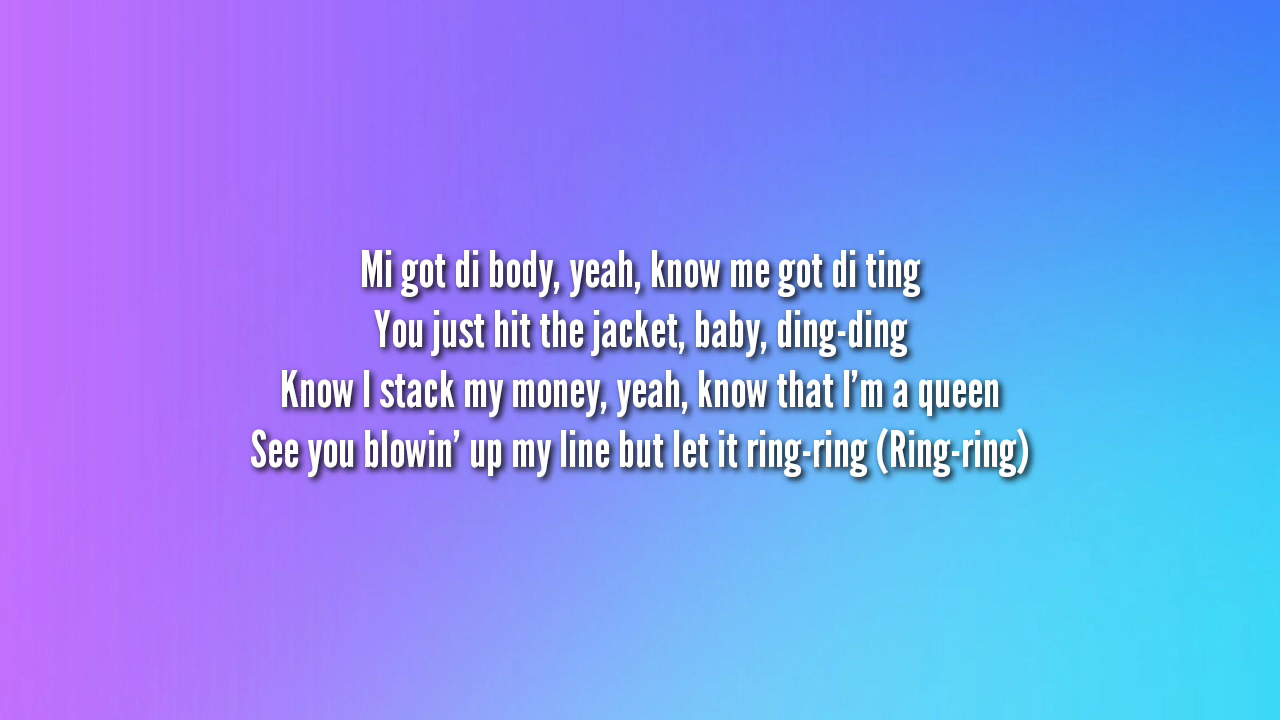 Mi got di body, yeah, know me got di ting
You just hit the jacket, baby, ding-ding
Know I stack my money, yeah, know that I’m a queen
See you blowin’ up my line but let it ring-ring (Ring-ring)